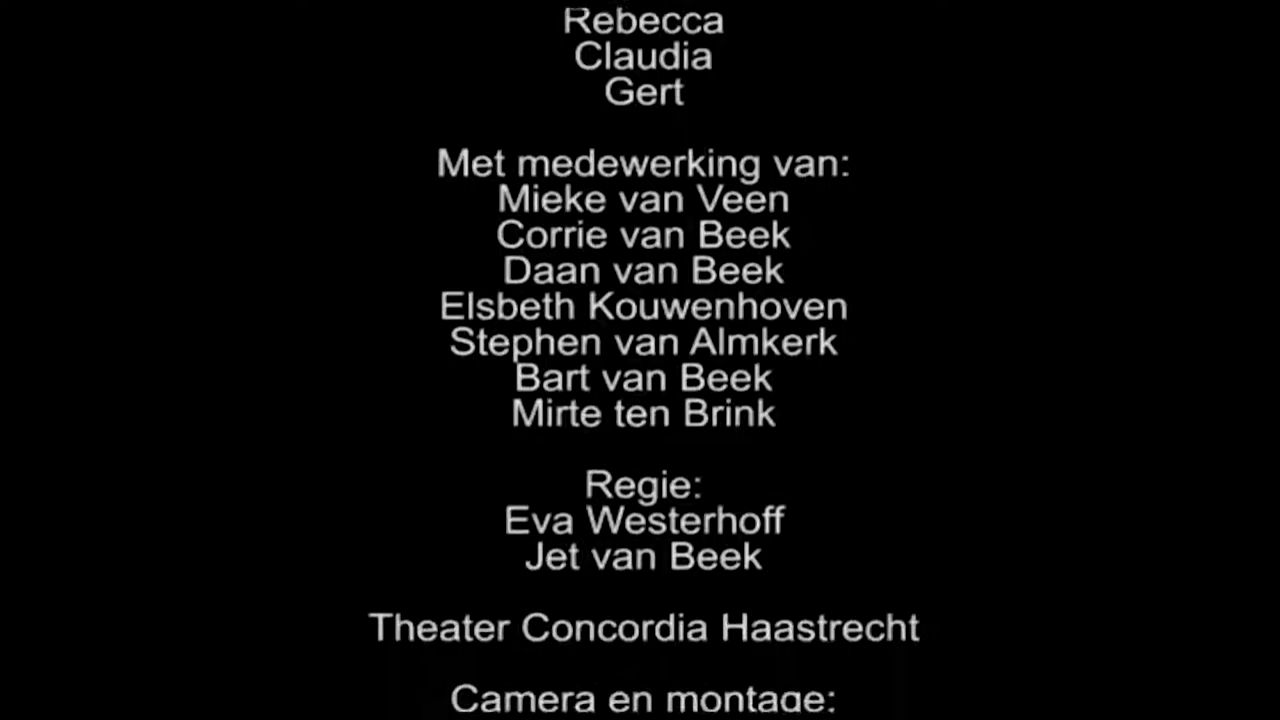 Rebecca
Claudia
Gert
Met medewerking van:
Mieke van Veen
Corrie van Beek
Daan van Beek
Elsbeth Kouwenhoven
Stephen van Almkerk
Bart van Beek
Mirte ten Brink
Regie:
Eva Westerhoff
Jet van Beek
Theater Concordia Haastrecht
Camera en montage: